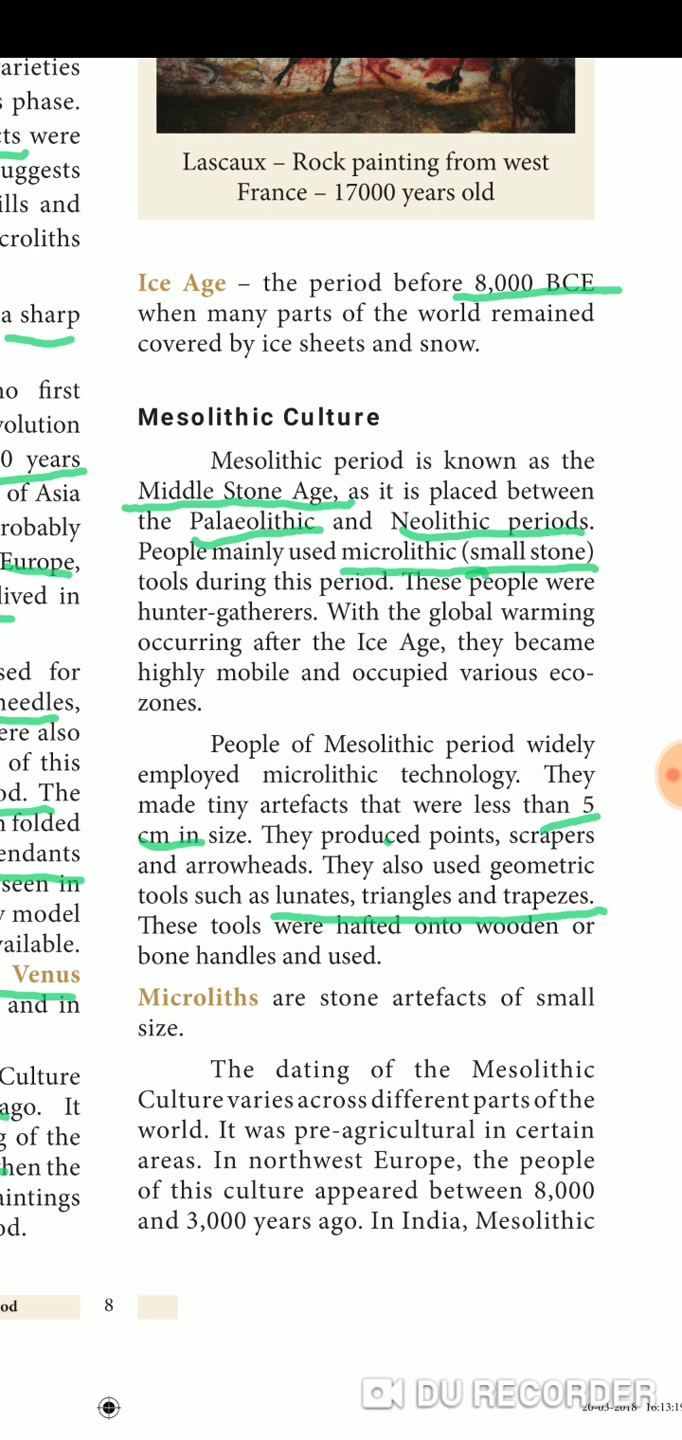 arieties
phase.
cts were
uggests
ills and
croliths
a sharp
first
volution
0 years
of Asia
robably
Europe,
lived in
sed for
needles,
ere also
of this
od. The
folded
endants
seen in
model
vailable.
Venus
and in
Culture
ago. It
g of the
when the
aintings
od.
Lascaux – Rock painting from west
France – 17000 years old
Ice Age – the period before 8,000 BCE
when many parts of the world remained
covered by ice sheets and snow.
Mesolithic Culture
Mesolithic period is known as the
Middle Stone Age, as it is placed between
the Palaeolithic and Neolithic periods.
People mainly used microlithic (small stone)
tools during this period. These people were
hunter-gatherers. With the global warming
occurring after the Ice Age, they became
highly mobile and occupied various eco-
zones.
People of Mesolithic period widely
employed microlithic technology. They
made tiny artefacts that were less than 5
cm in size. They produced points, scrapers
and arrowheads. They also used geometric
tools such as lunates, triangles and trapezes.
These tools were hafted onto wooden or
bone handles and used.
Microliths are stone artefacts of small
size.
The dating of the Mesolithic
Culture varies across different parts of the
world. It was pre-agricultural in certain
areas. In northwest Europe, the people
of this culture appeared between 8,000
and 3,000 years ago. In India, Mesolithic
od 8
DU RECORDER
20-03-2018 16:13:19